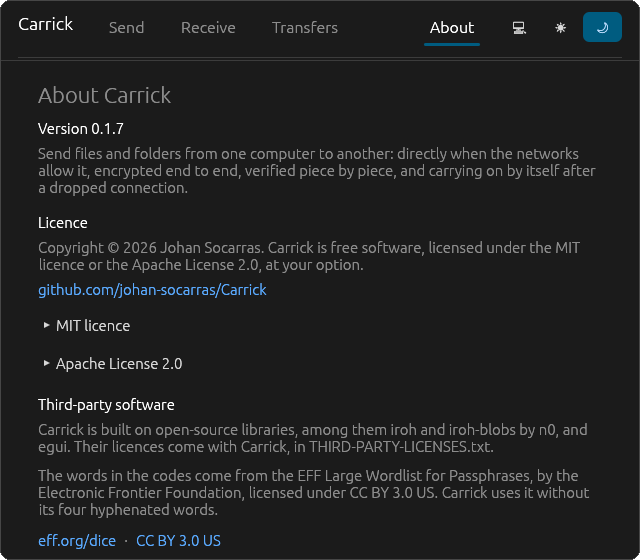 Carrick Send Receive Transfers About
About Carrick
Version 0.1.7
Send files and folders from one computer to another: directly when the networks
allow it, encrypted end to end, verified piece by piece, and carrying on by itself after
a dropped connection.
Licence
Copyright © 2026 Johan Socarras. Carrick is free software, licensed under the MIT
licence or the Apache License 2.0, at your option.
github.com/johan-socarras/Carrick
MIT licence
Apache License 2.0
Third-party software
Carrick is built on open-source libraries, among them iroh and iroh-blobs by n0, and
egui. Their licences come with Carrick, in THIRD-PARTY-LICENSES.txt.
The words in the codes come from the EFF Large Wordlist for Passphrases, by the
Electronic Frontier Foundation, licensed under CC BY 3.0 US. Carrick uses it without
its four hyphenated words.
eff.org/dice · CC BY 3.0 US